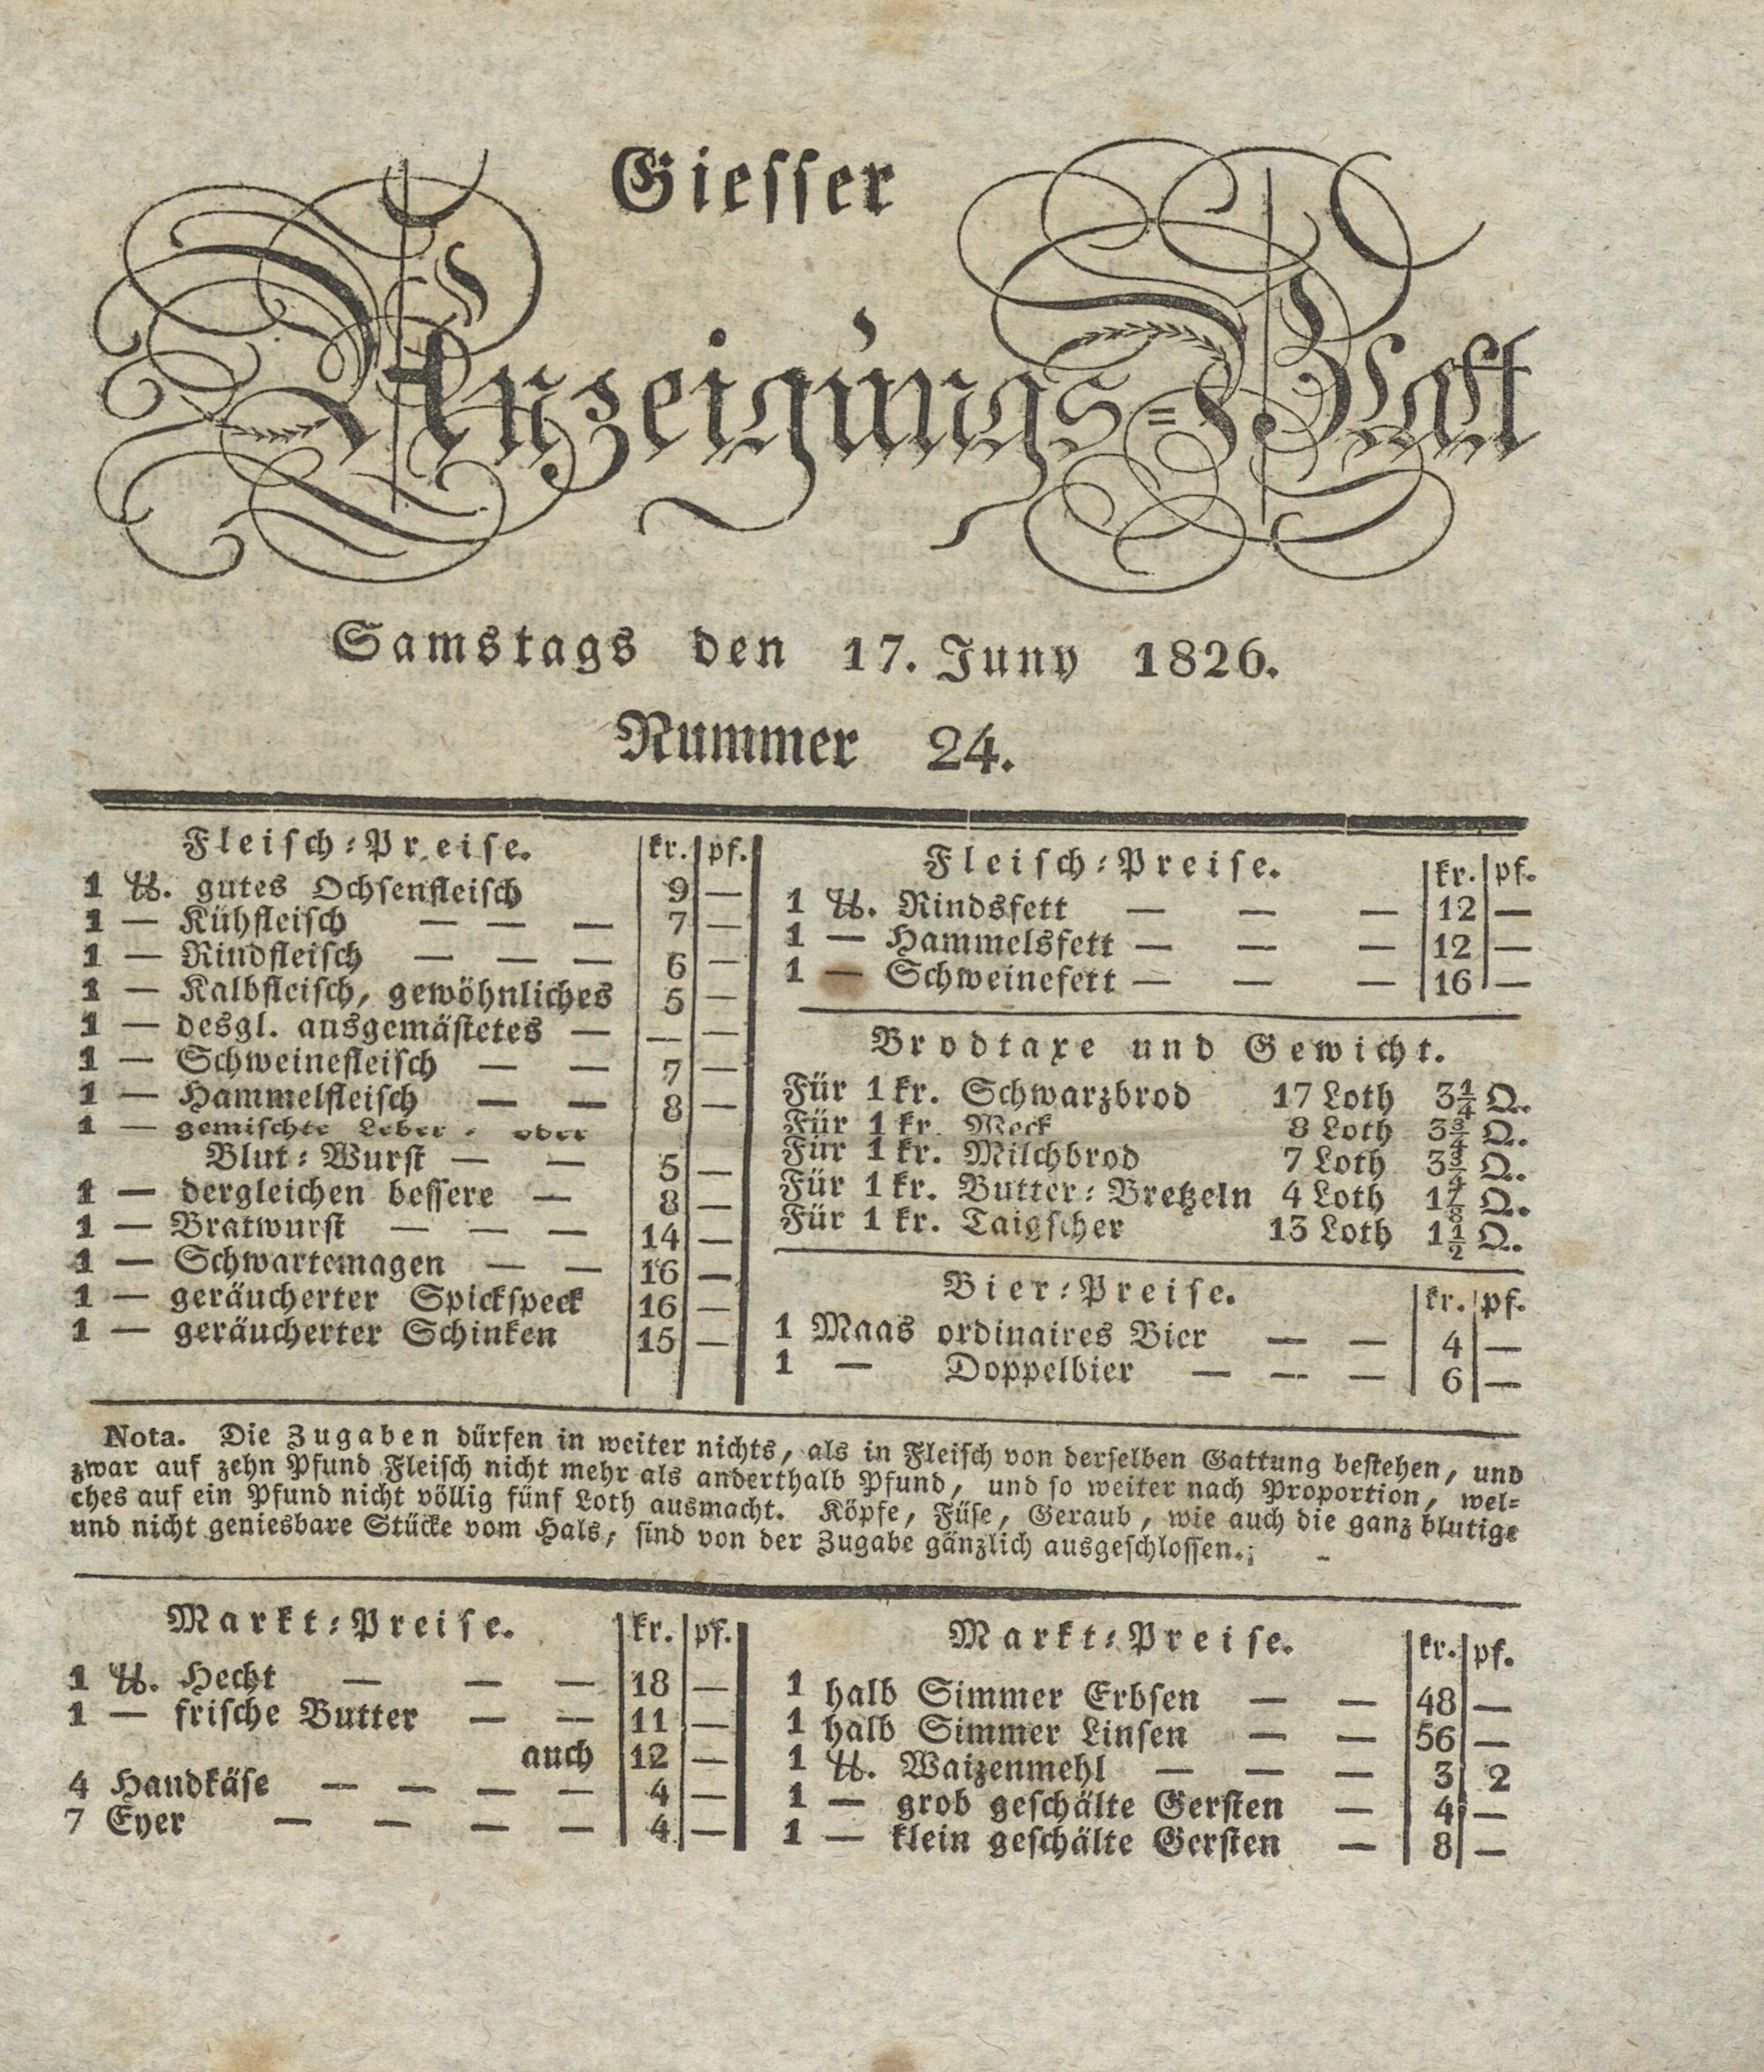 Giesser
Anzeigungs-Blatt
Samstags den 17. Juny 1826.
Nummer 24.
Fleisch-Preise. kr. pf.
1 ℔. gutes Ochsenfleisch 9 —
1 — Kühfleisch — — — 7 —
1 — Rindfleisch — — — 6 —
1 — Kalbfleisch, gewöhnliches 5 —
1 — desgl. ausgemästetes — — —
1 — Schweinefleisch — — 7 —
1 — Hammelfleisch — — 8 —
1 — gemischte Leber- oder
Blut-Wurst — — 5 —
1 — dergleichen bessere — 8 —
1 — Bratwurst — — — 14 —
1 — Schwartemagen — — 16 —
1 — geräucherter Spickspeck 16 —
1 — geräucherter Schinken 15 —
Fleisch-Preise. kr. pf.
1 ℔. Rindsfett — — — 12 —
1 — Hammelsfett — — — 12 —
1 — Schweinefett — — — 16 —
Brodtaxe und Gewicht.
Für 1 kr. Schwarzbrod 17 Loth 3¼ Q.
Für 1 kr. Weck 8 Loth 3¾ Q.
Für 1 kr. Milchbrod 7 Loth 3¾ Q.
Für 1 kr. Butter-Bretzeln 4 Loth 1⅞ Q.
Für 1 kr. Taigscher 13 Loth 1½ Q.
Bier-Preise. kr. pf.
1 Maas ordinaires Bier — — 4 —
1 — Doppelbier — — — 6 —
Nota. Die Zugaben dürfen in weiter nichts, als in Fleisch von derselben Gattung bestehen, und
zwar auf zehn Pfund Fleisch nicht mehr als anderthalb Pfund, und so weiter nach Proportion, wel-
ches auf ein Pfund nicht völlig fünf Loth ausmacht. Köpfe, Füse, Geraub, wie auch die ganz blutige
und nicht geniesbare Stücke vom Hals, sind von der Zugabe gänzlich ausgeschlossen.
Markt-Preise. kr. pf.
1 ℔. Hecht — — — 18 —
1 — frische Butter — — 11 —
auch 12 —
4 Handkäse — — — — 4 —
7 Eyer — — — — 4 —
Markt-Preise. kr. pf.
1 halb Simmer Erbsen — — 48 —
1 halb Simmer Linsen — — 56 —
1 ℔. Waizenmehl — — — 3 2
1 — grob geschälte Gersten — 4 —
1 — klein geschälte Gersten — 8 —